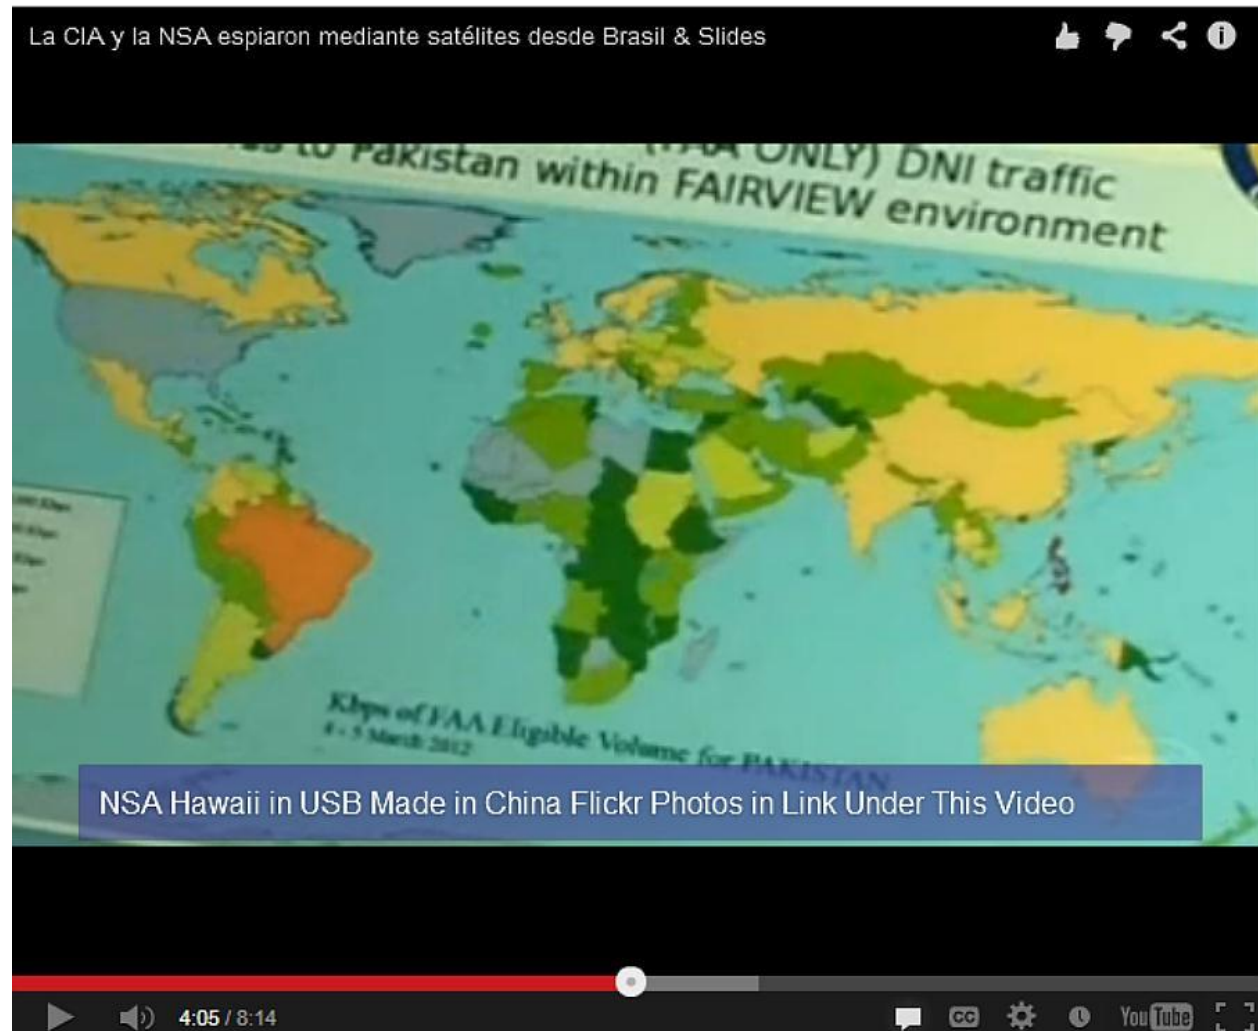 La CIA y la NSA espiaron mediante satélites desde Brasil & Slides
ONLY) DNI traffic
to Pakistan within FAIRVIEW environment
Kbps of FAA Eligible Volume for PAKISTAN
4 - 5 March 2012
NSA Hawaii in USB Made in China Flickr Photos in Link Under This Video
4:05 / 8:14
CC
YouTube